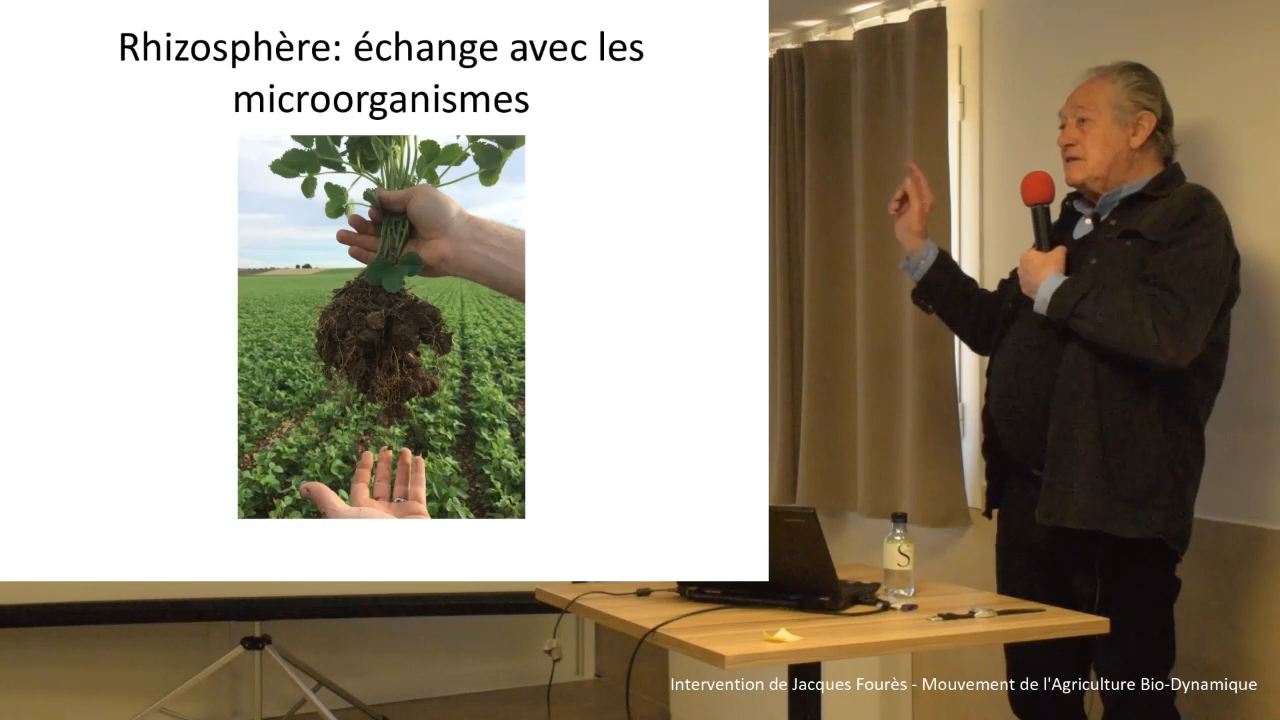 Rhizosphère: échange avec les
microorganismes
S
Intervention de Jacques Fourès - Mouvement de l'Agriculture Bio-Dynamique